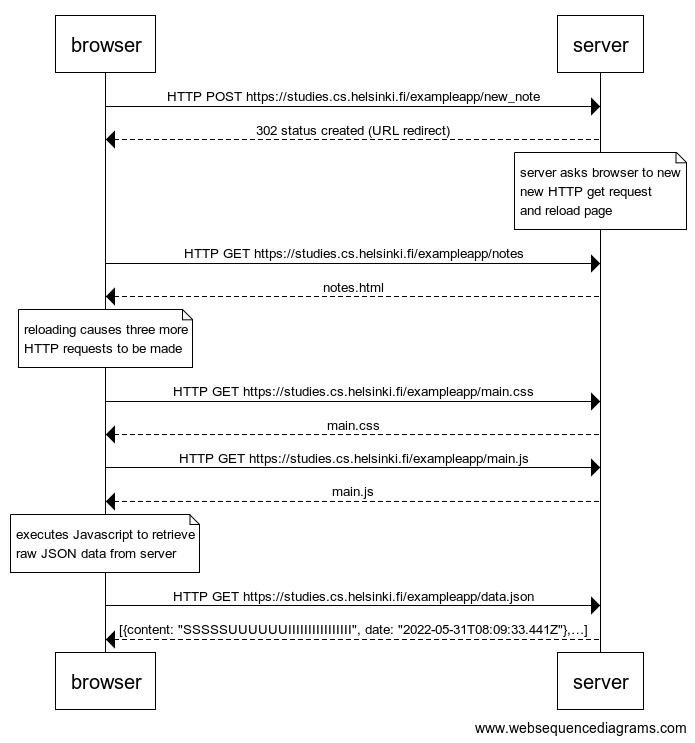 browser
server
HTTP POST https://studies.cs.helsinki.fi/exampleapp/new_note
302 status created (URL redirect)
server asks browser to new
new HTTP get request
and reload page
HTTP GET https://studies.cs.helsinki.fi/exampleapp/notes
notes.html
reloading causes three more
HTTP requests to be made
HTTP GET https://studies.cs.helsinki.fi/exampleapp/main.css
main.css
HTTP GET https://studies.cs.helsinki.fi/exampleapp/main.js
main.js
executes Javascript to retrieve
raw JSON data from server
HTTP GET https://studies.cs.helsinki.fi/exampleapp/data.json
[{content: "SSSSSUUUUUUIIIIIIIIIIIIIIII", date: "2022-05-31T08:09:33.441Z"},…]
browser
server
www.websequencediagrams.com